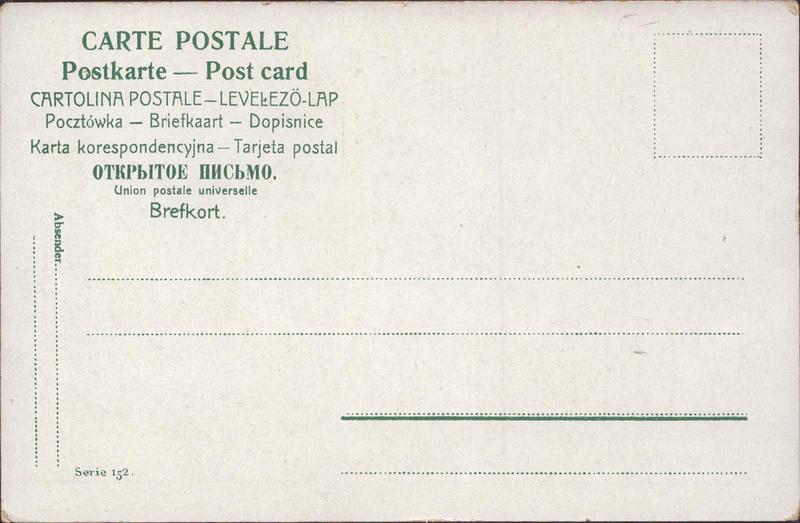 CARTE POSTALE
Postkarte — Post card
CARTOLINA POSTALE – LEVEŁEZÖ-LAP
Pocztówka — Briefkaart — Dopisnice
Karta korespondencyjna — Tarjeta postal
ОТКРЫТОЕ ПИСЬМО.
Union postale universelle
Brefkort.
Absender.
Serie 152.